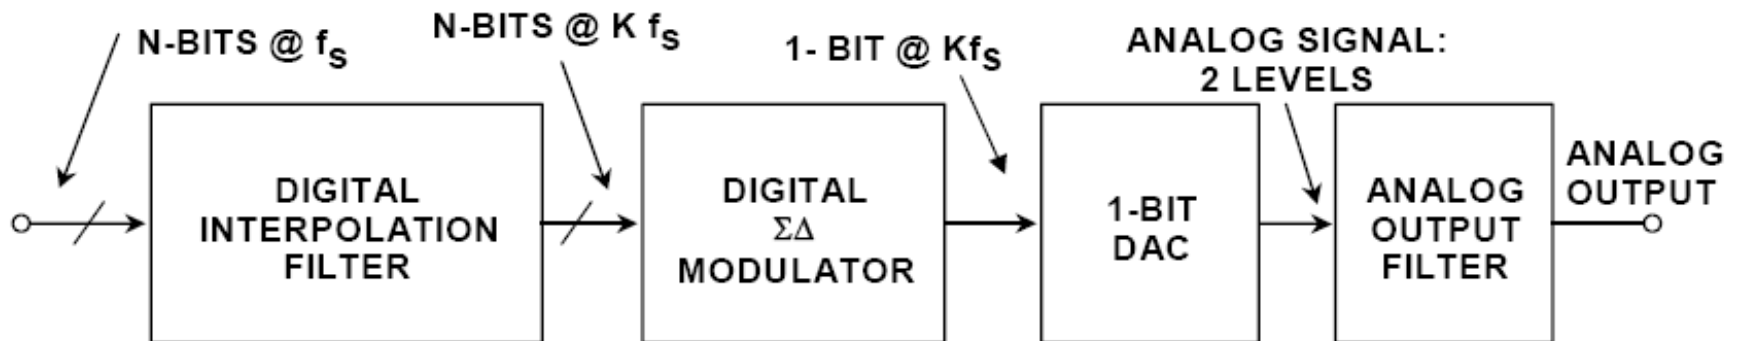 N-BITS @ fS
N-BITS @ K fS
1- BIT @ KfS
ANALOG SIGNAL:
2 LEVELS
DIGITAL
INTERPOLATION
FILTER
DIGITAL
ΣΔ
MODULATOR
1-BIT
DAC
ANALOG
OUTPUT
FILTER
ANALOG
OUTPUT